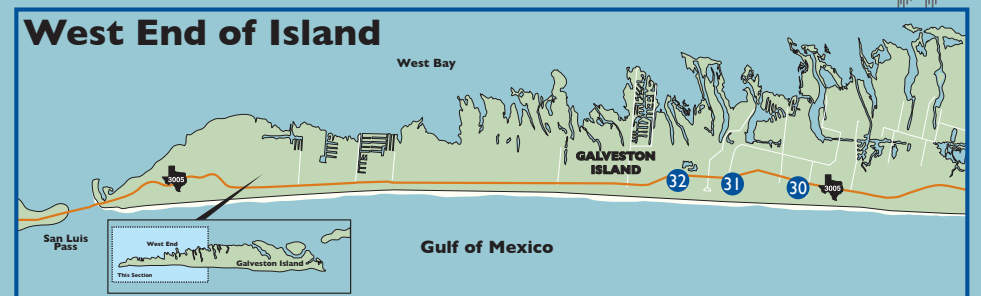 West End of Island
West Bay
GALVESTON
ISLAND
3005
32
31
30
3005
San Luis
Pass
West End
Galveston Island
This Section
Gulf of Mexico